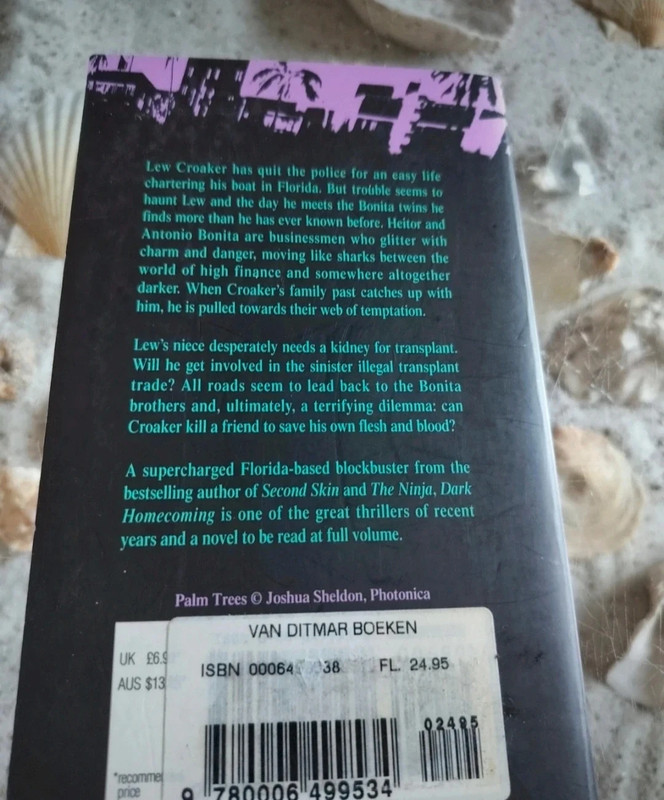 Lew Croaker has quit the police for an easy life
chartering his boat in Florida. But trouble seems to
haunt Lew and the day he meets the Bonita twins he
finds more than he has ever known before. Heitor and
Antonio Bonita are businessmen who glitter with
charm and danger, moving like sharks between the
world of high finance and somewhere altogether
darker. When Croaker's family past catches up with
him, he is pulled towards their web of temptation.
Lew's niece desperately needs a kidney for transplant.
Will he get involved in the sinister illegal transplant
trade? All roads seem to lead back to the Bonita
brothers and, ultimately, a terrifying dilemma: can
Croaker kill a friend to save his own flesh and blood?
A supercharged Florida-based blockbuster from the
bestselling author of Second Skin and The Ninja, Dark
Homecoming is one of the great thrillers of recent
years and a novel to be read at full volume.
Palm Trees © Joshua Sheldon, Photonica
VAN DITMAR BOEKEN
ISBN FL. 24.95
UK
AUS
02495
price
9 780006 499534